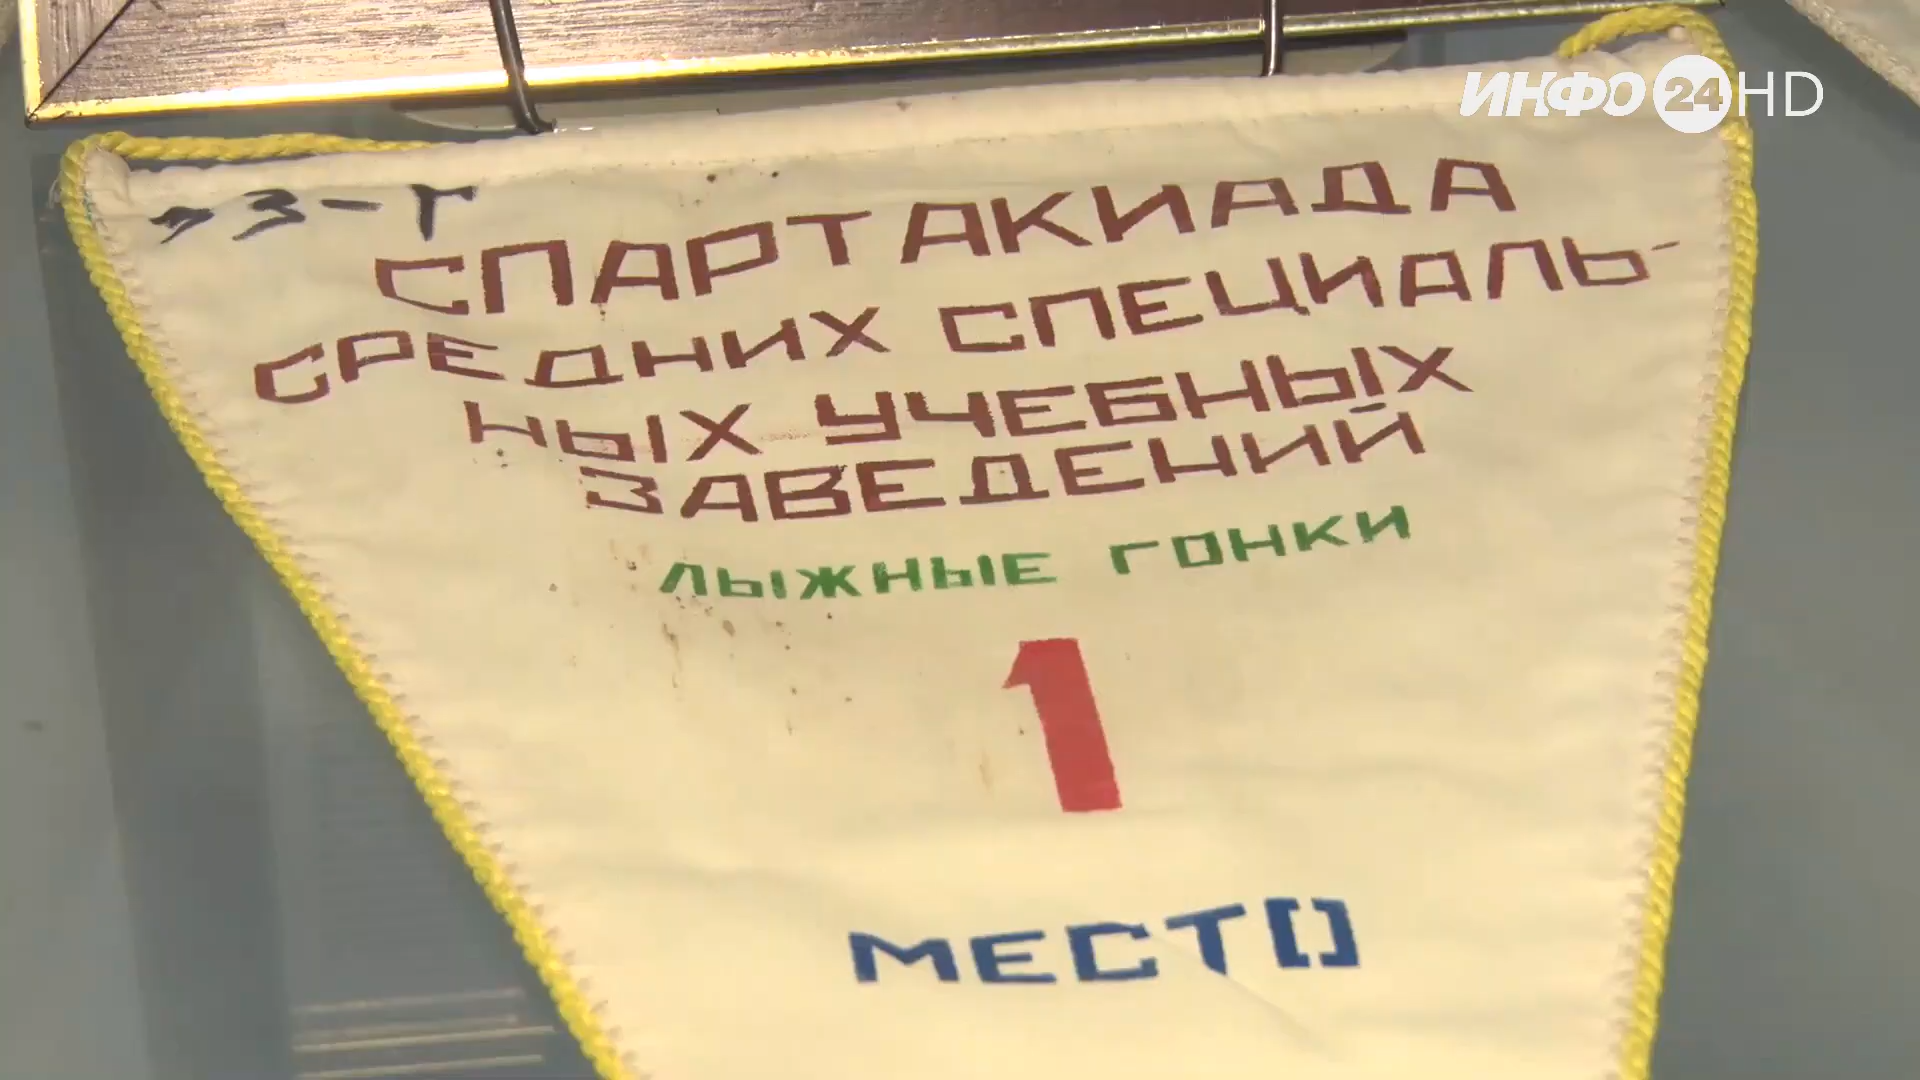 ИНФО 24 HD
73-Г
СПАРТАКИАДА
СРЕДНИХ СПЕЦИАЛЬ-
НЫХ УЧЕБНЫХ
ЗАВЕДЕНИЙ
ЛЫЖНЫЕ ГОНКИ
1
МЕСТО